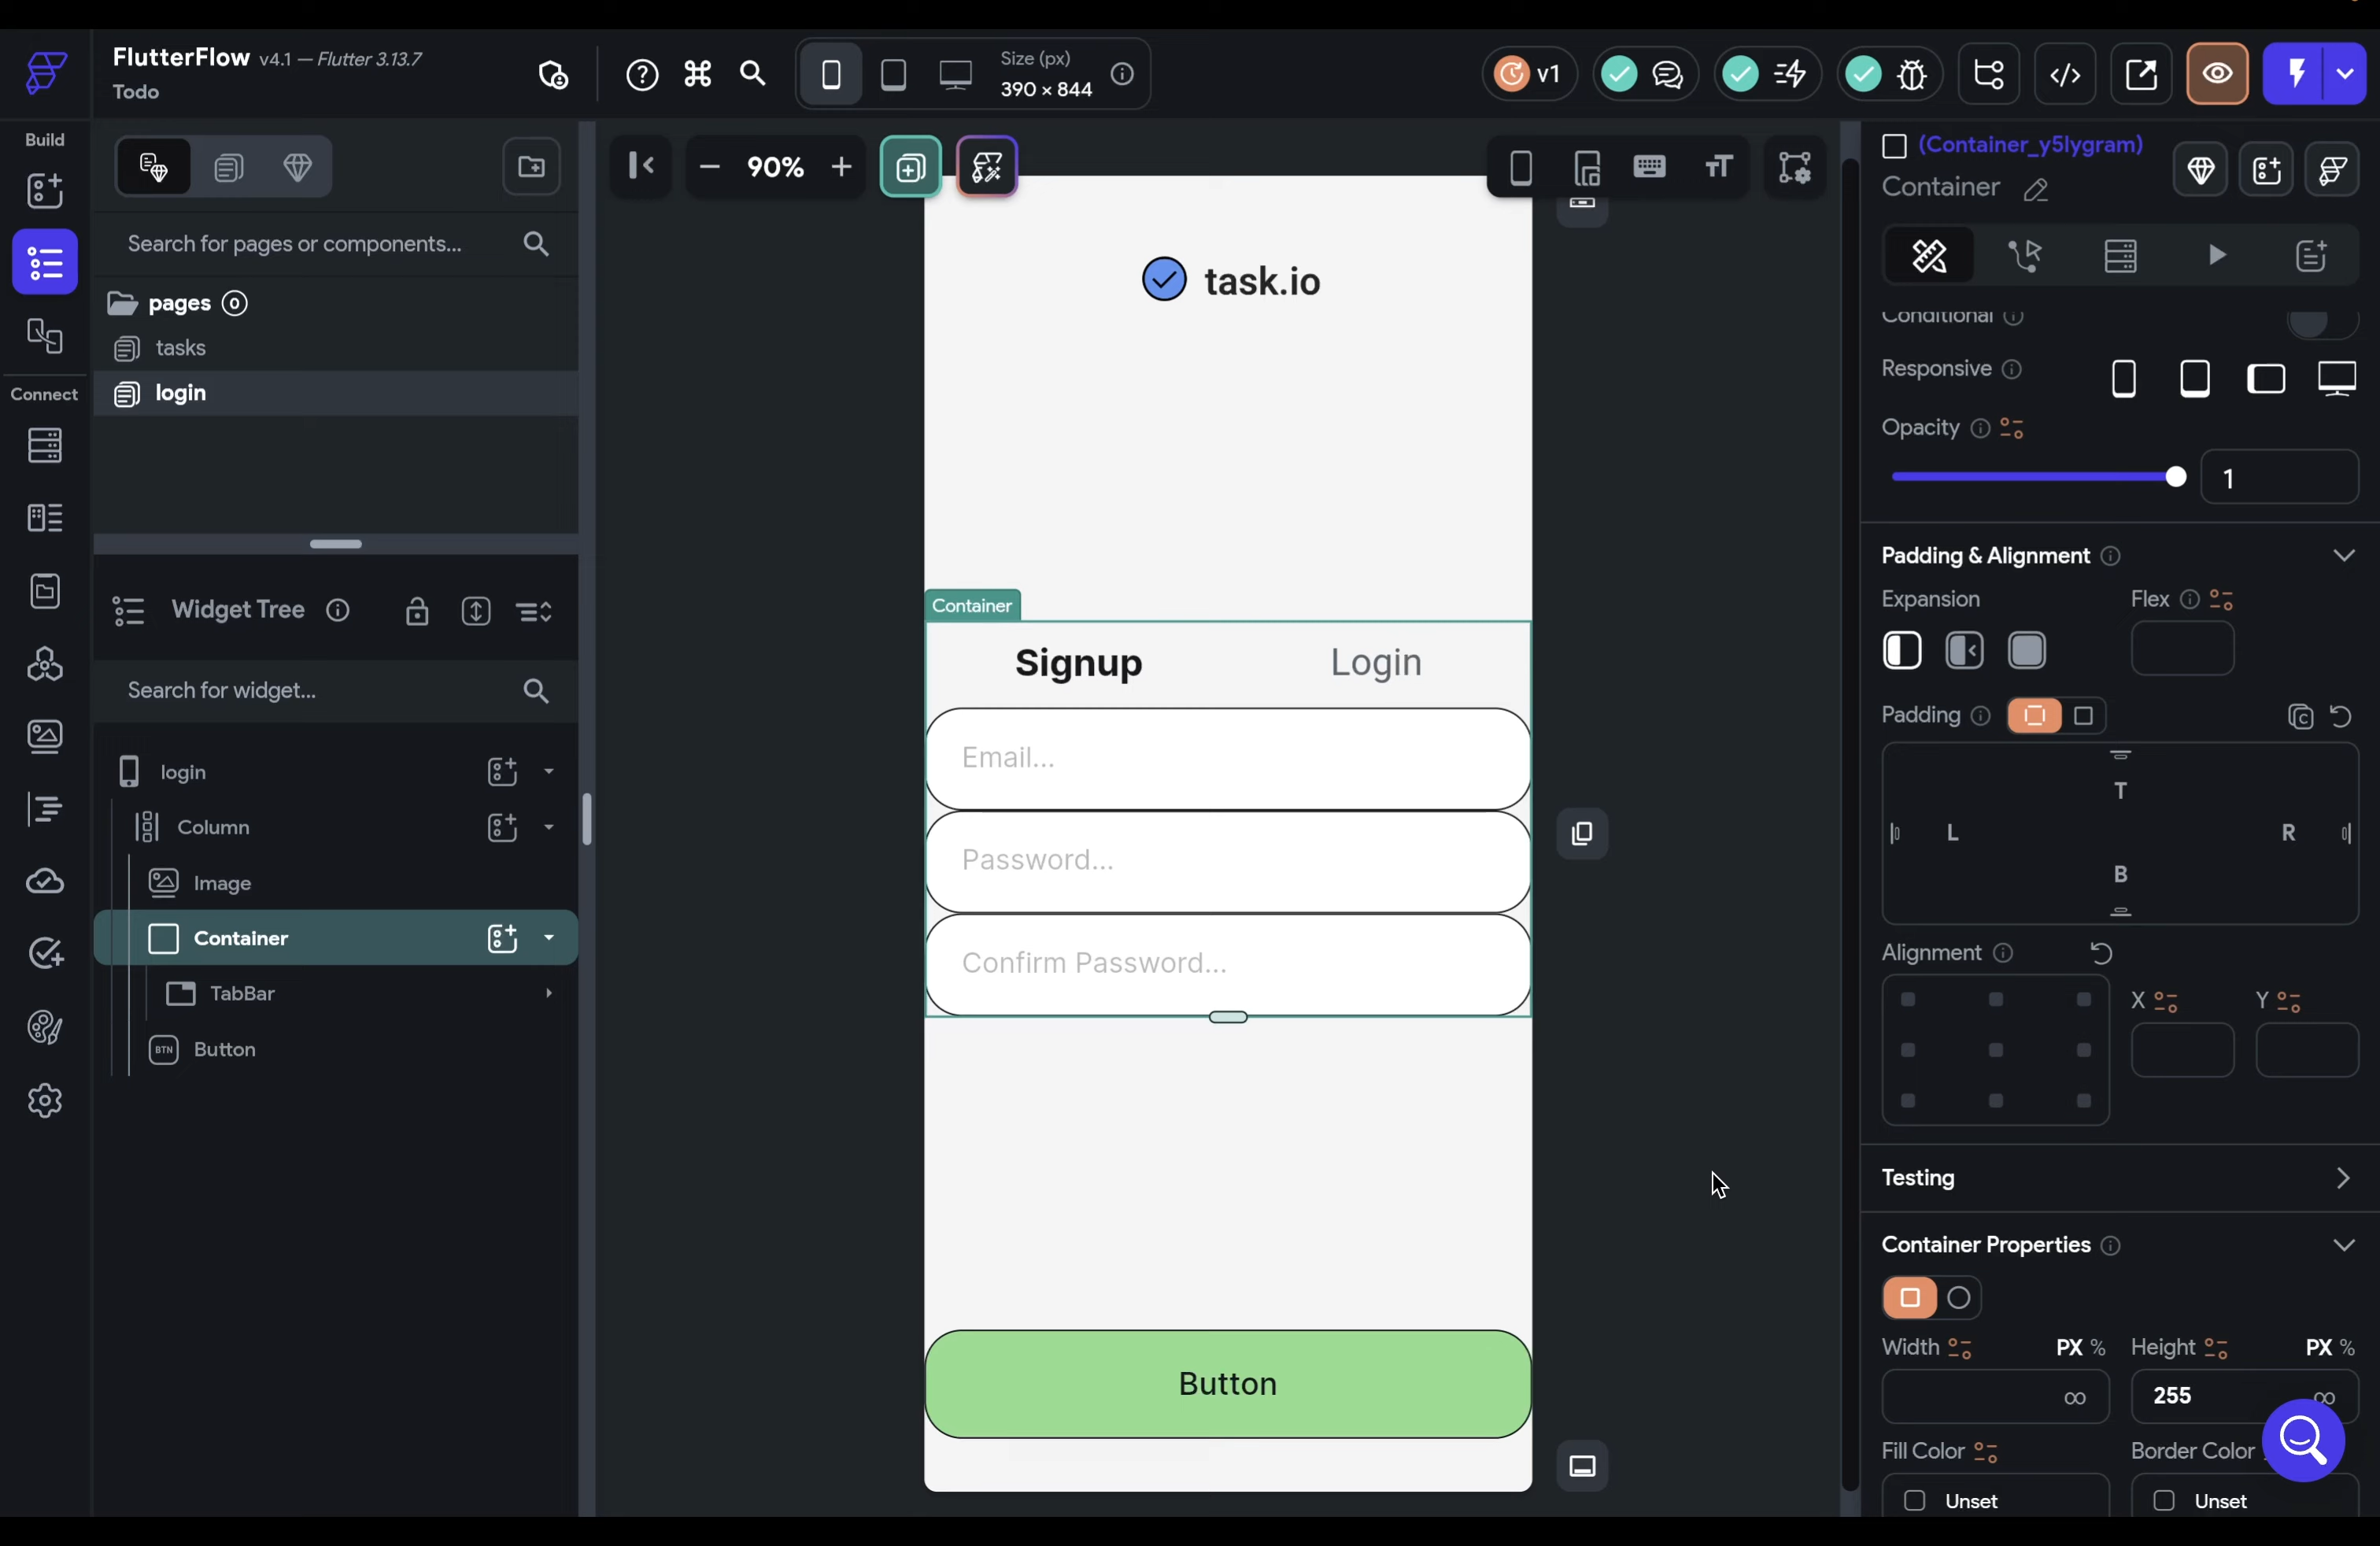 FlutterFlow v4.1 — Flutter 3.13.7
Todo
Size (px)
390 × 844
v1
Build
Connect
90%
Search for pages or components...
pages 0
tasks
login
Widget Tree
Search for widget...
login
Column
Image
Container
TabBar
BTN Button
task.io
Container
Signup Login
Email...
Password...
Confirm Password...
Button
(Container_y5lygram)
Container
Conditional
Responsive
Opacity
1
Padding & Alignment
Expansion Flex
Padding
T
L R
B
Alignment
X Y
Testing
Container Properties
Width PX % Height PX %
∞ 255 ∞
Fill Color Border Color
Unset Unset